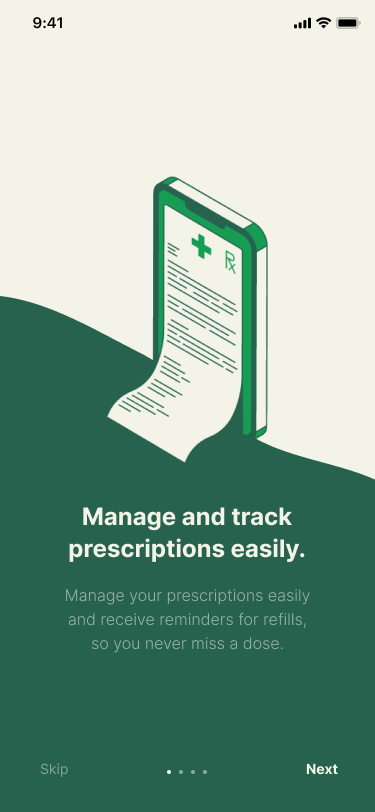 9:41
Rx
Manage and track
prescriptions easily.
Manage your prescriptions easily
and receive reminders for refills,
so you never miss a dose.
Skip
Next